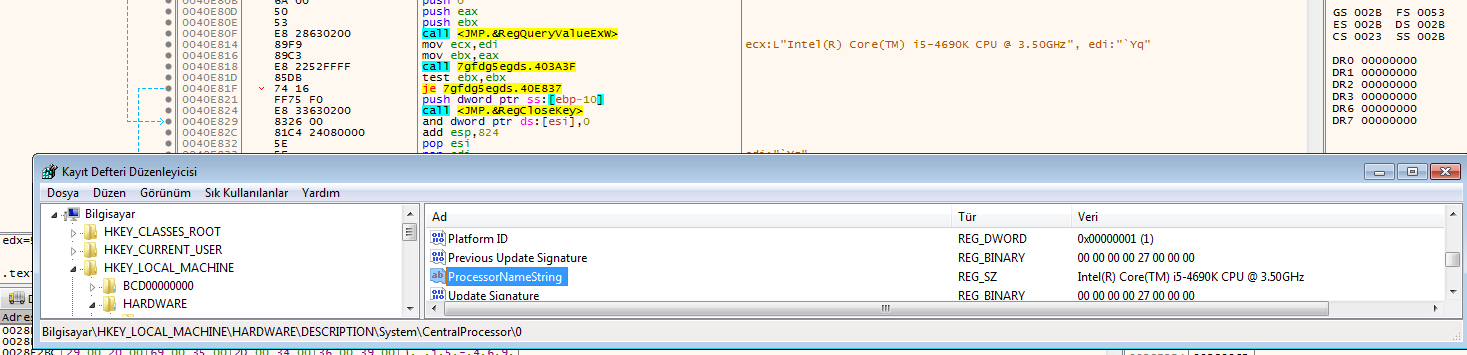 0040E80B 6A 00 push 0
0040E80D 50 push eax
0040E80E 53 push ebx
0040E80F E8 28630200 call <JMP.&RegQueryValueExW>
0040E814 89F9 mov ecx,edi ecx:L"Intel(R) Core(TM) i5-4690K CPU @ 3.50GHz", edi:"`Yq"
0040E816 89C3 mov ebx,eax
0040E818 E8 2252FFFF call 7gfdg5egds.403A3F
0040E81D 85DB test ebx,ebx
0040E81F 74 16 je 7gfdg5egds.40E837
0040E821 FF75 F0 push dword ptr ss:[ebp-10]
0040E824 E8 33630200 call <JMP.&RegCloseKey>
0040E829 8326 00 and dword ptr ds:[esi],0
0040E82C 81C4 24080000 add esp,824
0040E832 5E pop esi
GS 002B FS 0053
ES 002B DS 002B
CS 0023 SS 002B
DR0 00000000
DR1 00000000
DR2 00000000
DR3 00000000
DR6 00000000
DR7 00000000
Kayıt Defteri Düzenleyicisi
Dosya Düzen Görünüm Sık Kullanılanlar Yardım
Bilgisayar
HKEY_CLASSES_ROOT
HKEY_CURRENT_USER
HKEY_LOCAL_MACHINE
BCD00000000
HARDWARE
Ad Tür Veri
Platform ID REG_DWORD 0x00000001 (1)
Previous Update Signature REG_BINARY 00 00 00 00 27 00 00 00
ProcessorNameString REG_SZ Intel(R) Core(TM) i5-4690K CPU @ 3.50GHz
Update Signature REG_BINARY 00 00 00 00 27 00 00 00
Bilgisayar\HKEY_LOCAL_MACHINE\HARDWARE\DESCRIPTION\System\CentralProcessor\0
edx=
.tex
Adres